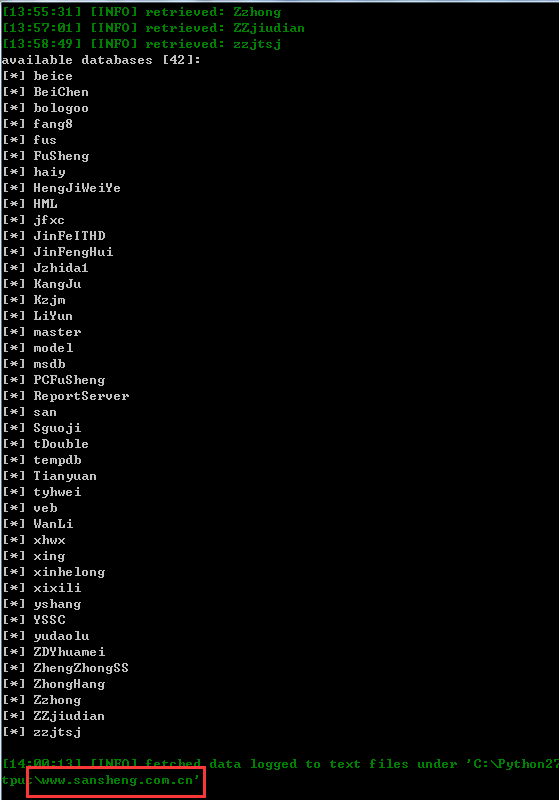 [13:55:31] [INFO] retrieved: Zzhong
[13:57:01] [INFO] retrieved: ZZjiudian
[13:58:49] [INFO] retrieved: zzjtsj
available databases [42]:
[*] beice
[*] BeiChen
[*] bologoo
[*] fang8
[*] fus
[*] FuSheng
[*] haiy
[*] HengJiWeiYe
[*] HML
[*] jfxc
[*] JinFeITHD
[*] JinFengHui
[*] Jzhida1
[*] KangJu
[*] Kzjm
[*] LiYun
[*] master
[*] model
[*] msdb
[*] PCFuSheng
[*] ReportServer
[*] san
[*] Sguoji
[*] tDouble
[*] tempdb
[*] Tianyuan
[*] tyhwei
[*] veb
[*] WanLi
[*] xhwx
[*] xing
[*] xinhelong
[*] xixili
[*] yshang
[*] YSSC
[*] yudaolu
[*] ZDYhuamei
[*] ZhengZhongSS
[*] ZhongHang
[*] Zzhong
[*] ZZjiudian
[*] zzjtsj
[14:00:13] [INFO] fetched data logged to text files under 'C:\Python27
tput\www.sansheng.com.cn'